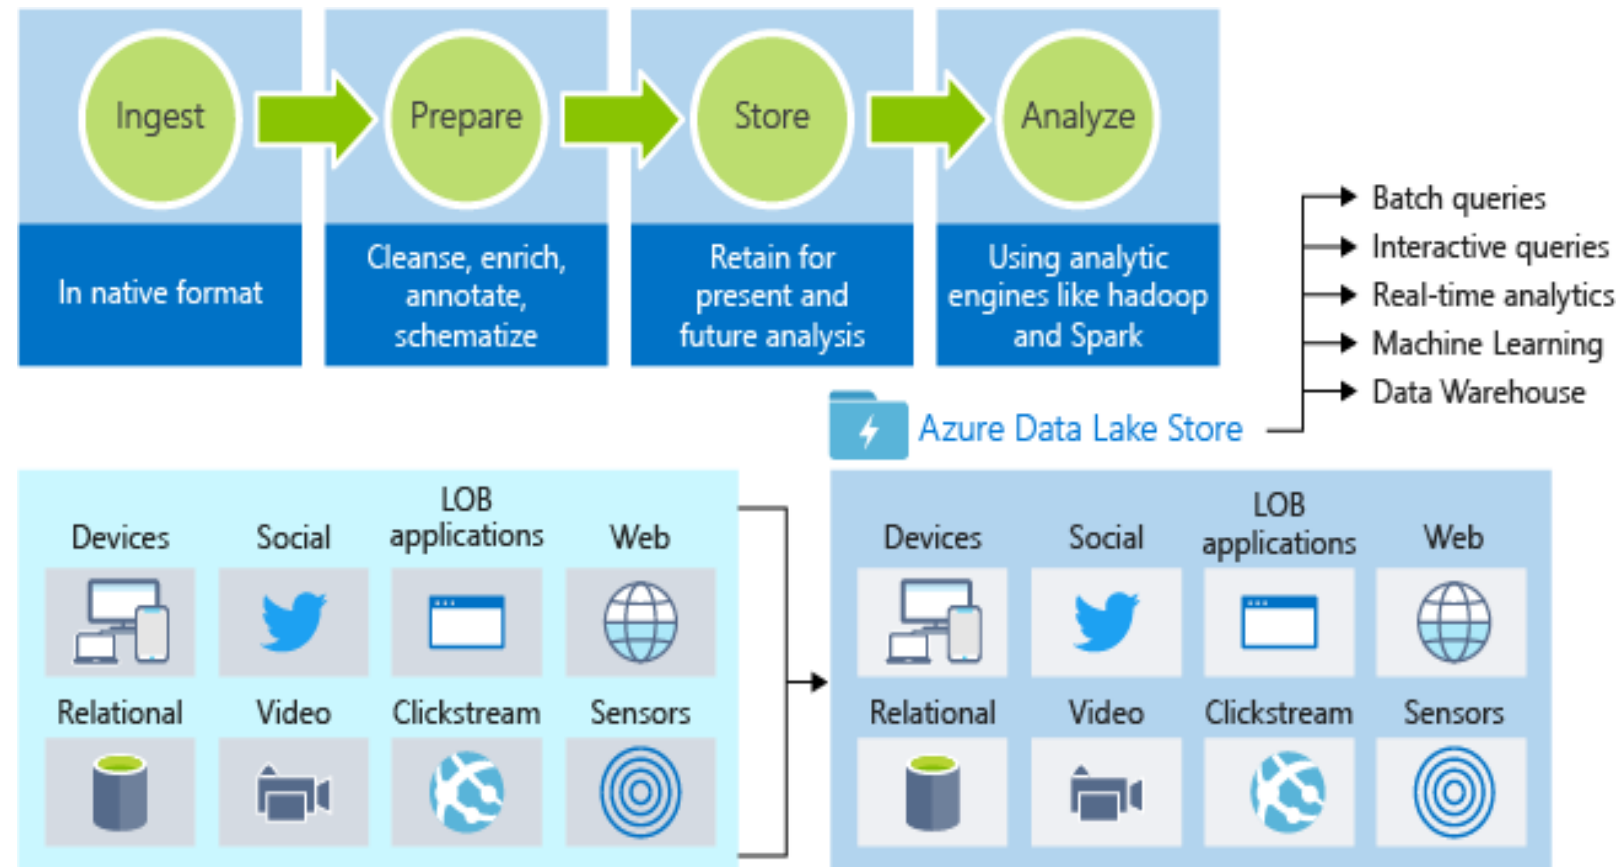 Ingest
Prepare
Store
Analyze
In native format
Cleanse, enrich,
annotate,
schematize
Retain for
present and
future analysis
Using analytic
engines like hadoop
and Spark
Batch queries
Interactive queries
Real-time analytics
Machine Learning
Data Warehouse
Azure Data Lake Store
Devices
Social
LOB
applications
Web
Relational
Video
Clickstream
Sensors
Devices
Social
LOB
applications
Web
Relational
Video
Clickstream
Sensors